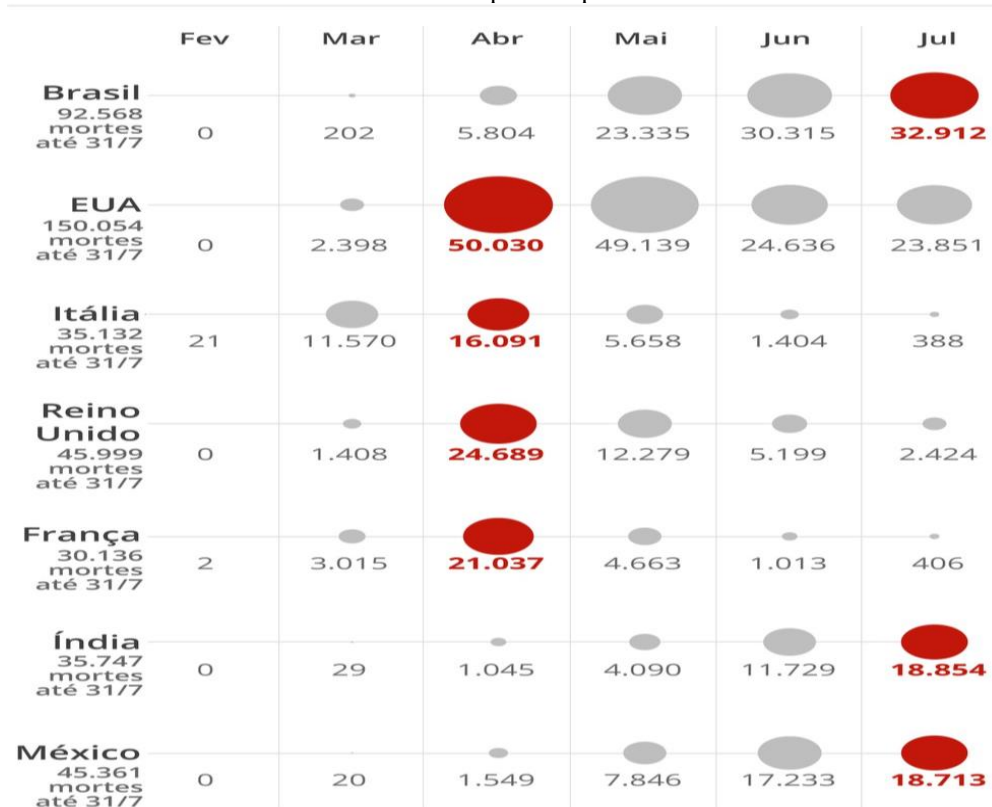 Fev Mar Abr Mai Jun Jul
Brasil
92.568
mortes
até 31/7
0 202 5.804 23.335 30.315 32.912
EUA
150.054
mortes
até 31/7
0 2.398 50.030 49.139 24.636 23.851
Itália
35.132
mortes
até 31/7
21 11.570 16.091 5.658 1.404 388
Reino
Unido
45.999
mortes
até 31/7
0 1.408 24.689 12.279 5.199 2.424
França
30.136
mortes
até 31/7
2 3.015 21.037 4.663 1.013 406
Índia
35.747
mortes
até 31/7
0 29 1.045 4.090 11.729 18.854
México
45.361
mortes
até 31/7
0 20 1.549 7.846 17.233 18.713